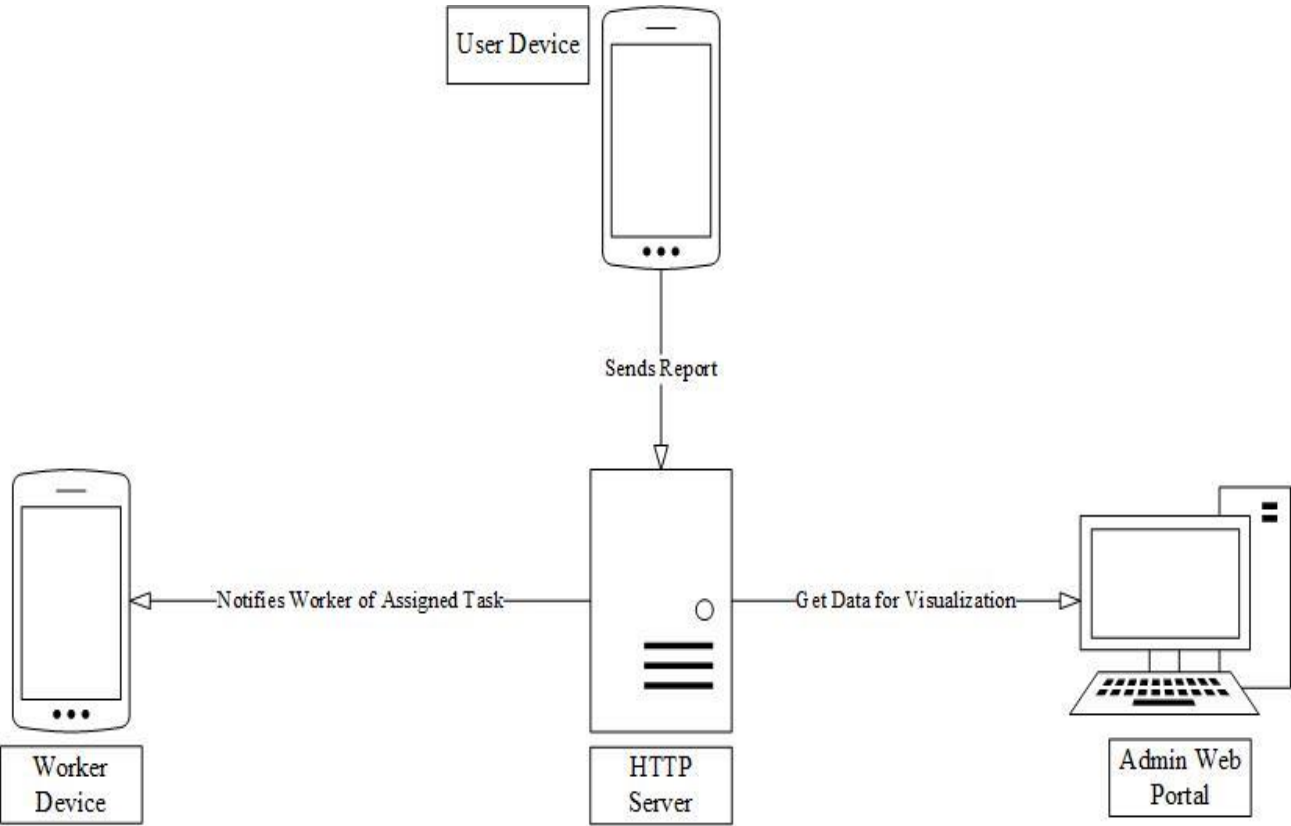 User Device
Sends Report
Notifies Worker of Assigned Task
Get Data for Visualization
Worker
Device
HTTP
Server
Admin Web
Portal